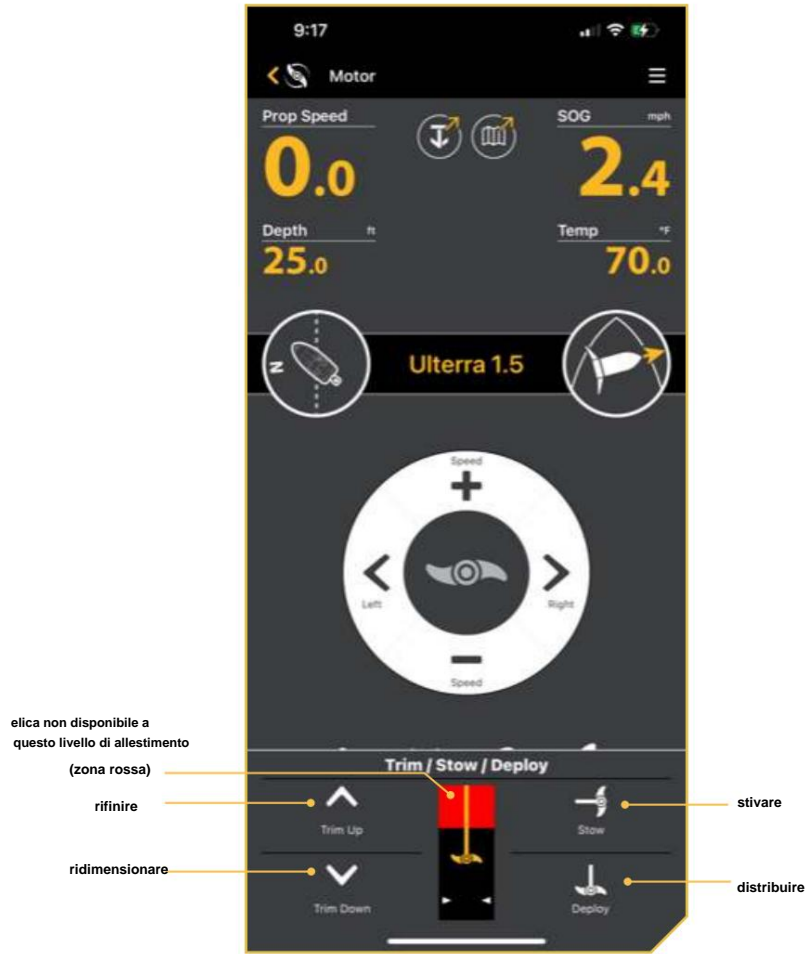 9:17
Motor
Prop Speed
SOG mph
0.0
2.4
Depth ft
Temp °F
25.0
70.0
N
Ulterra 1.5
Speed
Left
Right
Speed
elica non disponibile a
questo livello di allestimento
(zona rossa)
Trim / Stow / Deploy
rifinire
Trim Up
Stow
stivare
ridimensionare
Trim Down
Deploy
distribuire